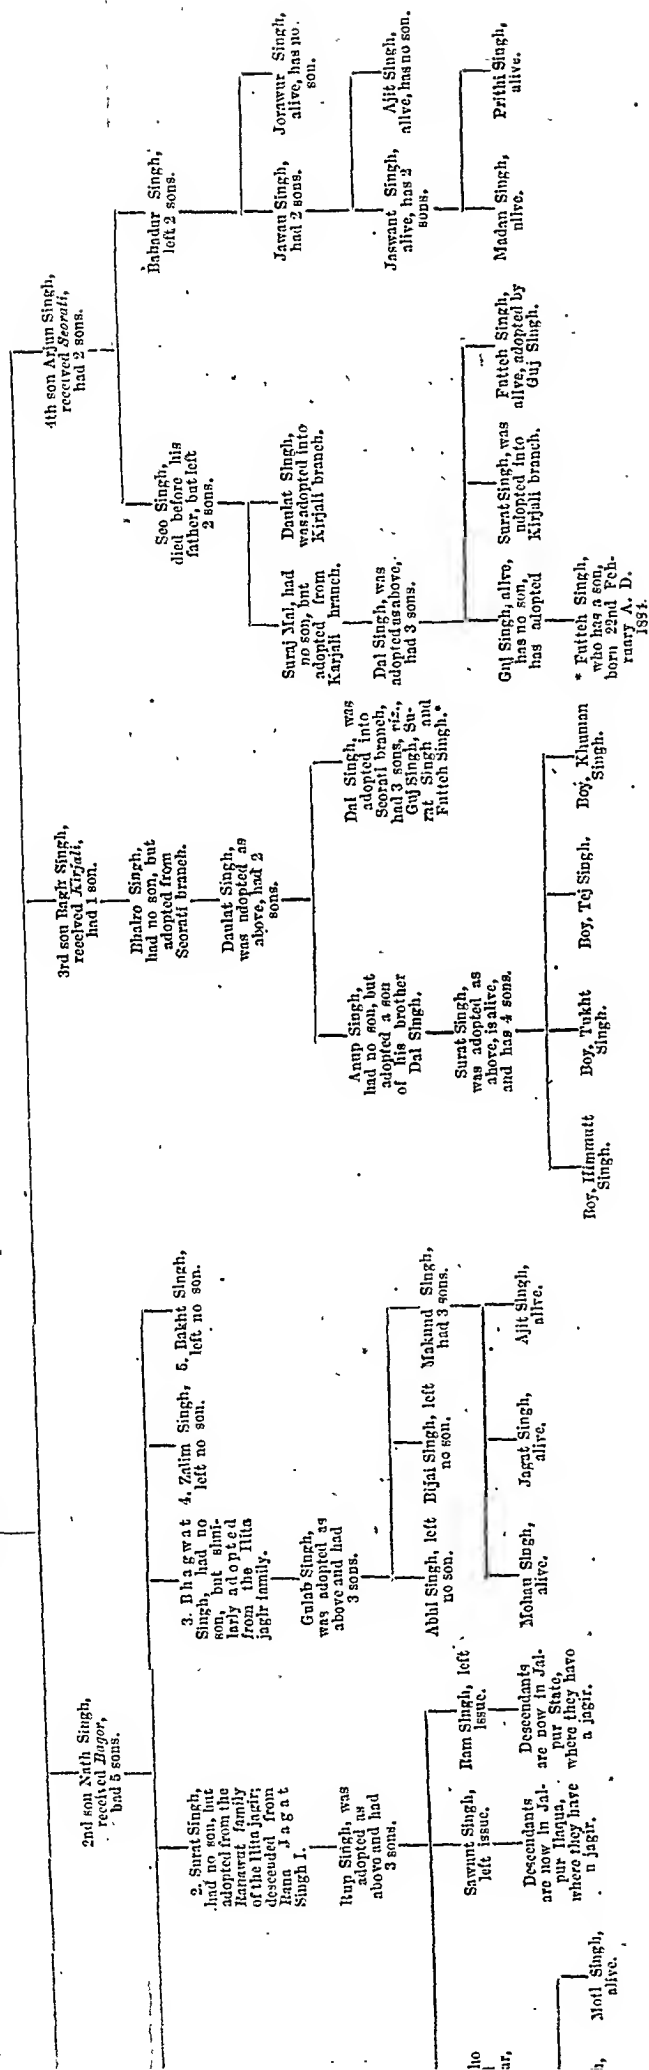 2nd son Nath Singh,
received Bagor,
had 5 sons.
2. Surat Singh,
had no son, but
adopted from the
Ranawut family
of the Hita jagir;
descended from
Rana Jagat
Singh I.
Rup Singh, was
adopted as
above and had
3 sons.
Sawunt Singh,
left issue.
Descendants
are now in Jai-
pur Ilaqua,
where they have
a jagir.
Ram Singh, left
issue.
Descendants
are now in Jai-
pur State,
where they have
a jagir.
Motl Singh,
alive.
3. Bhagwat
Singh, had no
son, but simi-
larly adopted
from the Hita
jagir family.
Gulab Singh,
was adopted as
above and had
3 sons.
Abhi Singh, left
no son.
Bijai Singh, left
no son.
Makund Singh,
had 3 sons.
Mohan Singh,
alive.
Jagat Singh,
alive.
Ajit Singh,
alive.
4. Zalim Singh,
left no son.
5. Bakht Singh,
left no son.
3rd son Bagh Singh,
received Kirjali,
had 1 son.
Bhairo Singh,
had no son, but
adopted from
Seorati branch.
Daulat Singh,
was adopted as
above, had 2
sons.
Anup Singh,
had no son, but
adopted a son
of his brother
Dal Singh.
Surat Singh,
was adopted as
above, is alive,
and has 4 sons.
Boy, Himmutt
Singh.
Boy, Tukht
Singh.
Boy, Tej Singh.
Boy, Khuman
Singh.
Dal Singh, was
adopted into
Seorati branch,
had 3 sons, viz.,
Guj Singh, Su-
rat Singh and
Futteh Singh.*
4th son Arjun Singh,
received Seorati,
had 2 sons.
Seo Singh,
died before his
father, but left
2 sons.
Suraj Mal, had
no son, but
adopted from
Karjali branch.
Daulat Singh,
was adopted into
Kirjali branch.
Dal Singh, was
adopted as above,
had 3 sons.
Guj Singh, alive,
has no son,
has adopted
* Futteh Singh,
who has a son,
born 22nd Feb-
ruary A. D.
1884.
Surat Singh, was
adopted into
Kirjali branch.
Futteh Singh,
alive, adopted by
Guj Singh.
Bahadur Singh,
left 2 sons.
Jawan Singh,
had 2 sons.
Jorawur Singh,
alive, has no
son.
Jaswant Singh,
alive, has 2
sons.
Ajit Singh,
alive, has no son.
Madan Singh,
alive.
Prithi Singh,
alive.